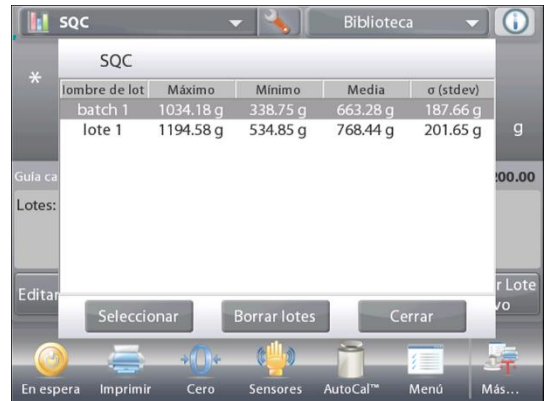 SQC Biblioteca
SQC
*
lombre de lot Máximo Mínimo Media σ (stdev)
batch 1 1034.18 g 338.75 g 663.28 g 187.66 g
lote 1 1194.58 g 534.85 g 768.44 g 201.65 g
g
Guía ca 200.00
Lotes:
Editar r Lote
vo
Seleccionar Borrar lotes Cerrar
En espera Imprimir Cero Sensores AutoCal™ Menú Más...